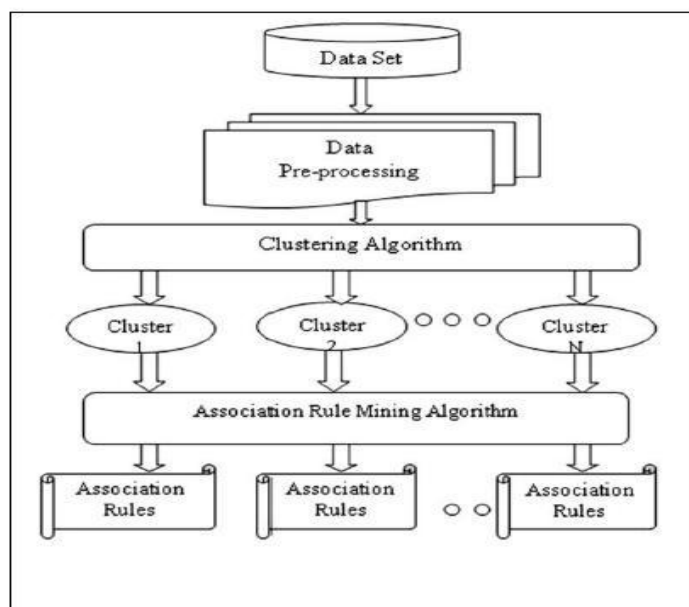 Data Set
Data
Pre-processing
Clustering Algorithm
Cluster
1
Cluster
2
Cluster
N
Association Rule Mining Algorithm
Association
Rules
Association
Rules
Association
Rules